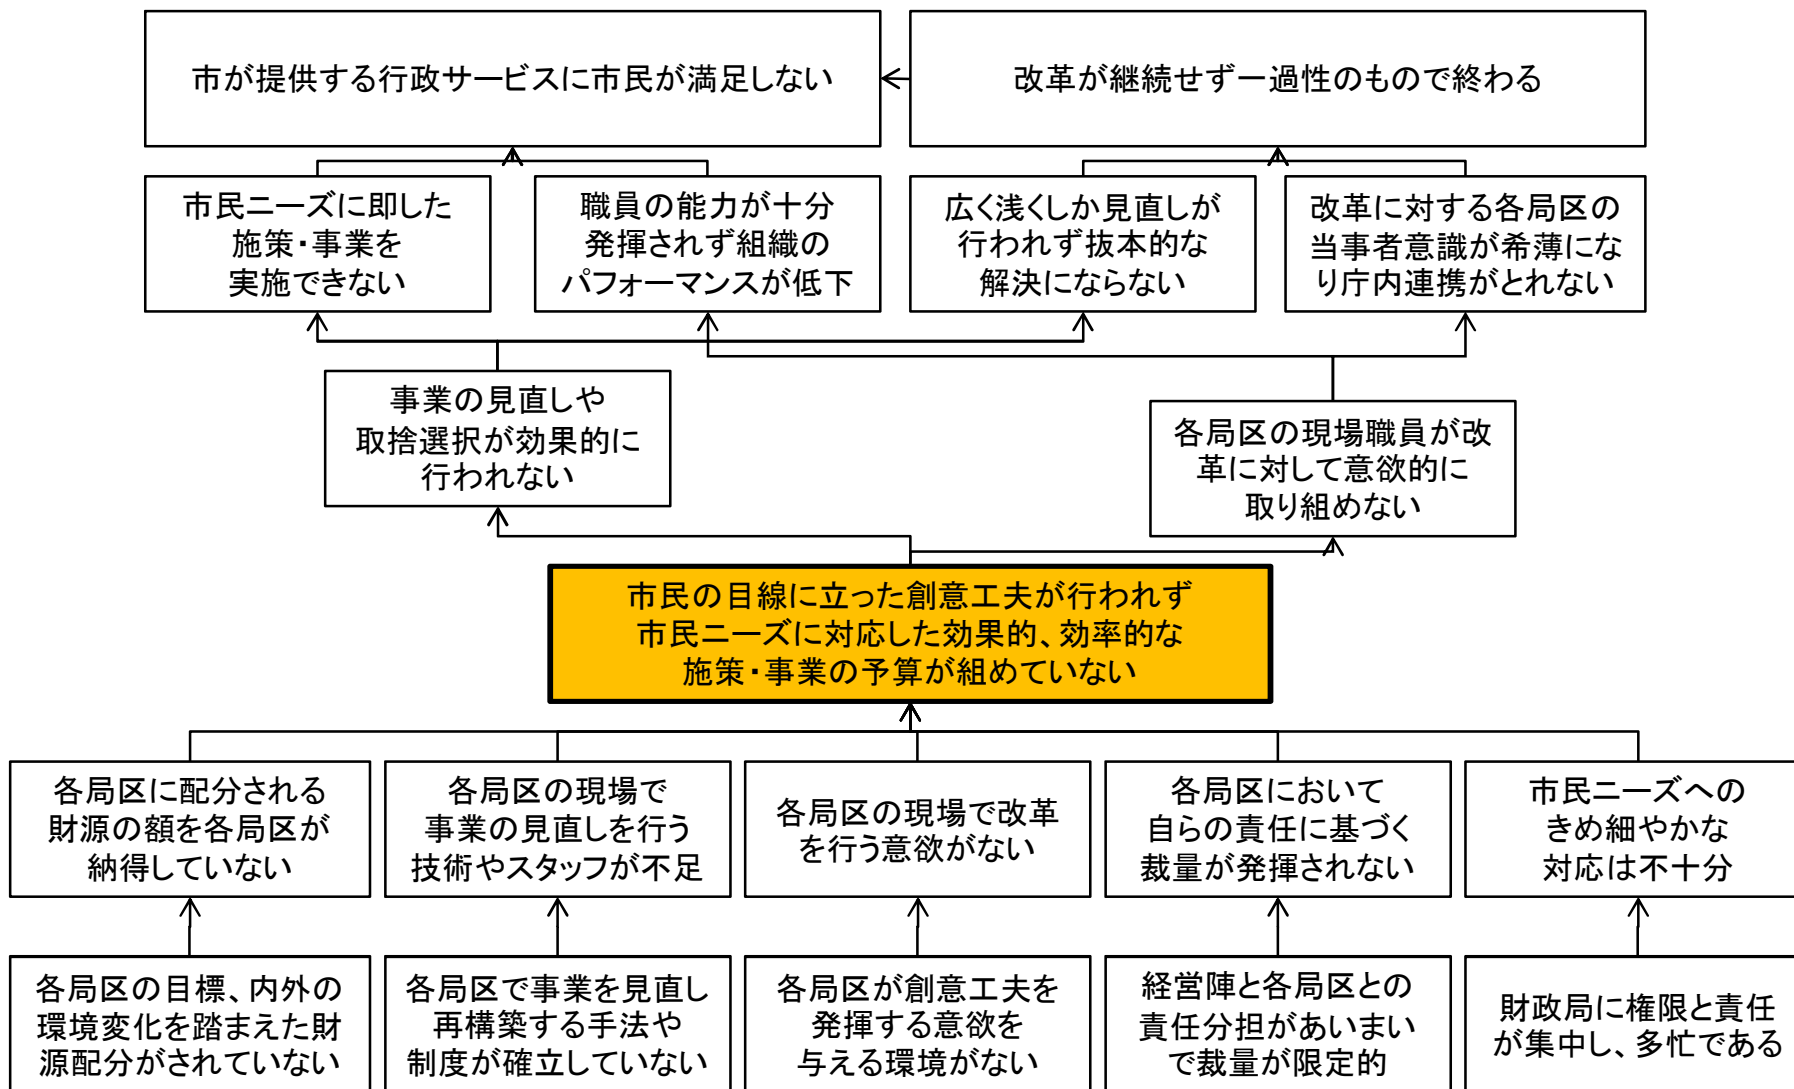 市が提供する行政サービスに市民が満足しない
改革が継続せず一過性のもので終わる
市民ニーズに即した
施策・事業を
実施できない
職員の能力が十分
発揮されず組織の
パフォーマンスが低下
広く浅くしか見直しが
行われず抜本的な
解決にならない
改革に対する各局区の
当事者意識が希薄にな
り庁内連携がとれない
事業の見直しや
取捨選択が効果的に
行われない
各局区の現場職員が改
革に対して意欲的に
取り組めない
市民の目線に立った創意工夫が行われず
市民ニーズに対応した効果的、効率的な
施策・事業の予算が組めていない
各局区に配分される
財源の額を各局区が
納得していない
各局区の現場で
事業の見直しを行う
技術やスタッフが不足
各局区の現場で改革
を行う意欲がない
各局区において
自らの責任に基づく
裁量が発揮されない
市民ニーズへの
きめ細やかな
対応は不十分
各局区の目標、内外の
環境変化を踏まえた財
源配分がされていない
各局区で事業を見直し
再構築する手法や
制度が確立していない
各局区が創意工夫を
発揮する意欲を
与える環境がない
経営陣と各局区との
責任分担があいまい
で裁量が限定的
財政局に権限と責任
が集中し、多忙である